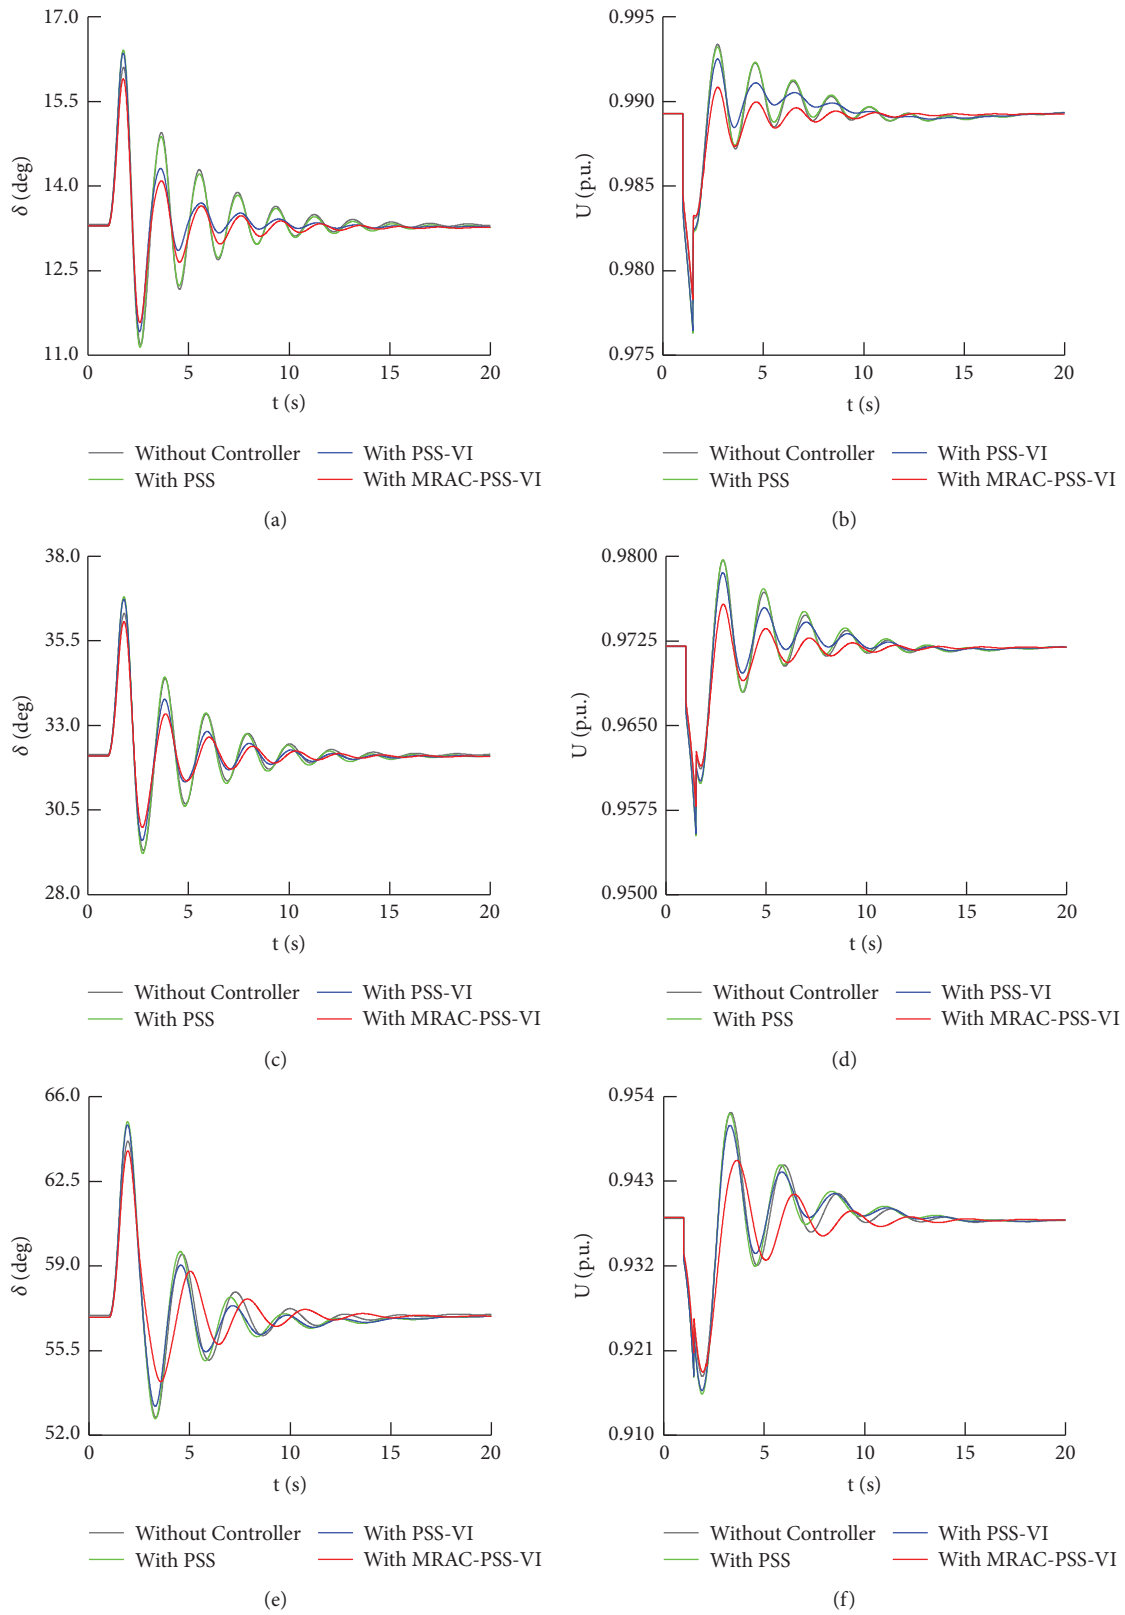 17.0
15.5
14.0
12.5
11.0
δ (deg)
0 5 10 15 20
t (s)
Without Controller
With PSS
With PSS-VI
With MRAC-PSS-VI
(a)
0.995
0.990
0.985
0.980
0.975
U (p.u.)
0 5 10 15 20
t (s)
Without Controller
With PSS
With PSS-VI
With MRAC-PSS-VI
(b)
38.0
35.5
33.0
30.5
28.0
δ (deg)
0 5 10 15 20
t (s)
Without Controller
With PSS
With PSS-VI
With MRAC-PSS-VI
(c)
0.9800
0.9725
0.9650
0.9575
0.9500
U (p.u.)
0 5 10 15 20
t (s)
Without Controller
With PSS
With PSS-VI
With MRAC-PSS-VI
(d)
66.0
62.5
59.0
55.5
52.0
δ (deg)
0 5 10 15 20
t (s)
Without Controller
With PSS
With PSS-VI
With MRAC-PSS-VI
(e)
0.954
0.943
0.932
0.921
0.910
U (p.u.)
0 5 10 15 20
t (s)
Without Controller
With PSS
With PSS-VI
With MRAC-PSS-VI
(f)